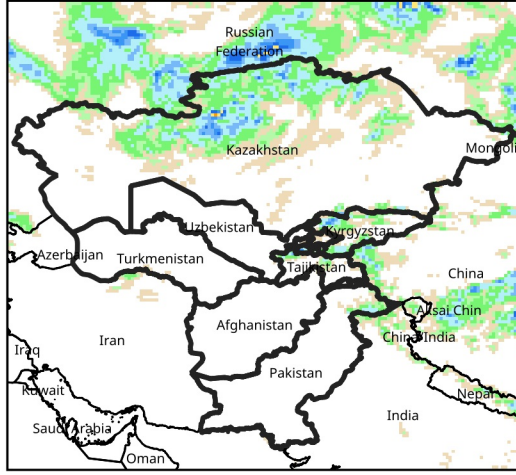 Russian
Federation
Kazakhstan
Mongoli
Uzbekistan
Kyrgyzstan
Azerbaijan
Turkmenistan
Tajikistan
China
Aksai Chin
Afghanistan
China/India
Iran
Iraq
Pakistan
Kuwait
Nepal
India
Saudi Arabia
Oman